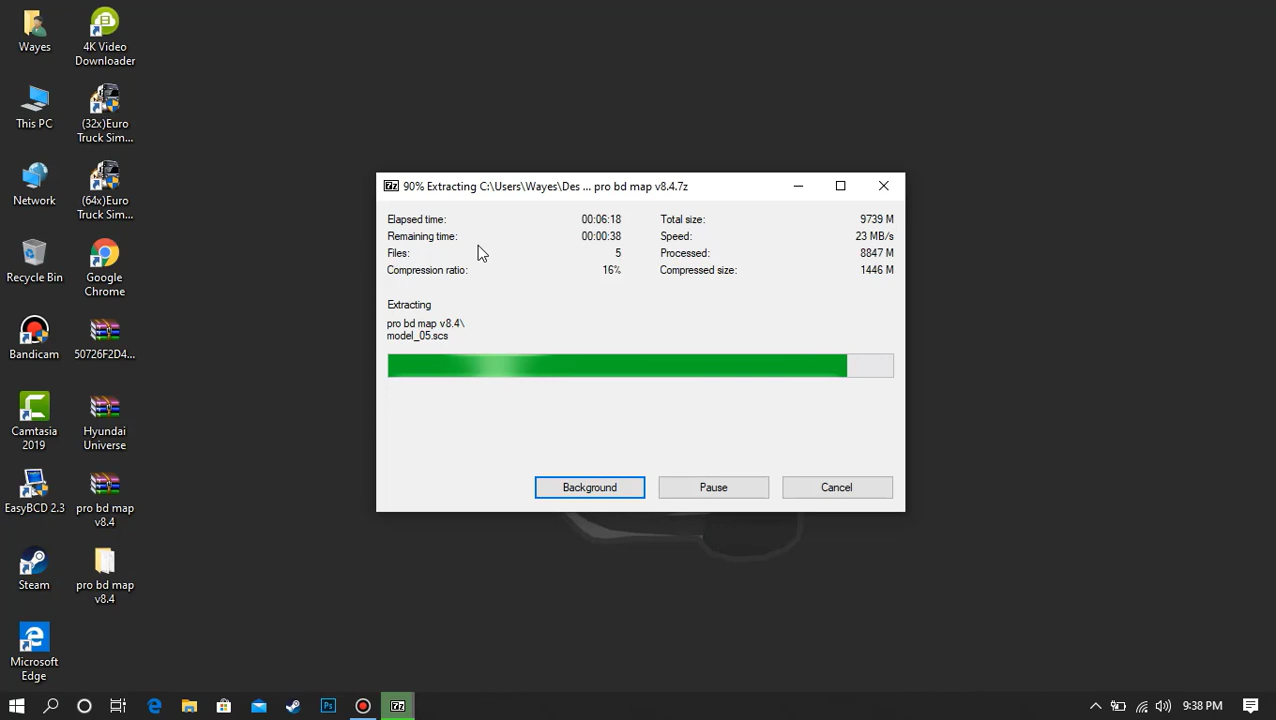 Wayes
4K Video
Downloader
This PC
(32x)Euro
Truck Sim...
Network
(64x)Euro
Truck Sim...
Recycle Bin
Google
Chrome
Bandicam
50726F2D4...
Camtasia
2019
Hyundai
Universe
EasyBCD 2.3
pro bd map
v8.4
Steam
pro bd map
v8.4
Microsoft
Edge
90% Extracting C:\Users\Wayes\Des ... pro bd map v8.4.7z
Elapsed time: 00:06:18 Total size: 9739 M
Remaining time: 00:00:38 Speed: 23 MB/s
Files: 5 Processed: 8847 M
Compression ratio: 16% Compressed size: 1446 M
Extracting
pro bd map v8.4\
model_05.scs
Background Pause Cancel
Ps
7z
9:38 PM